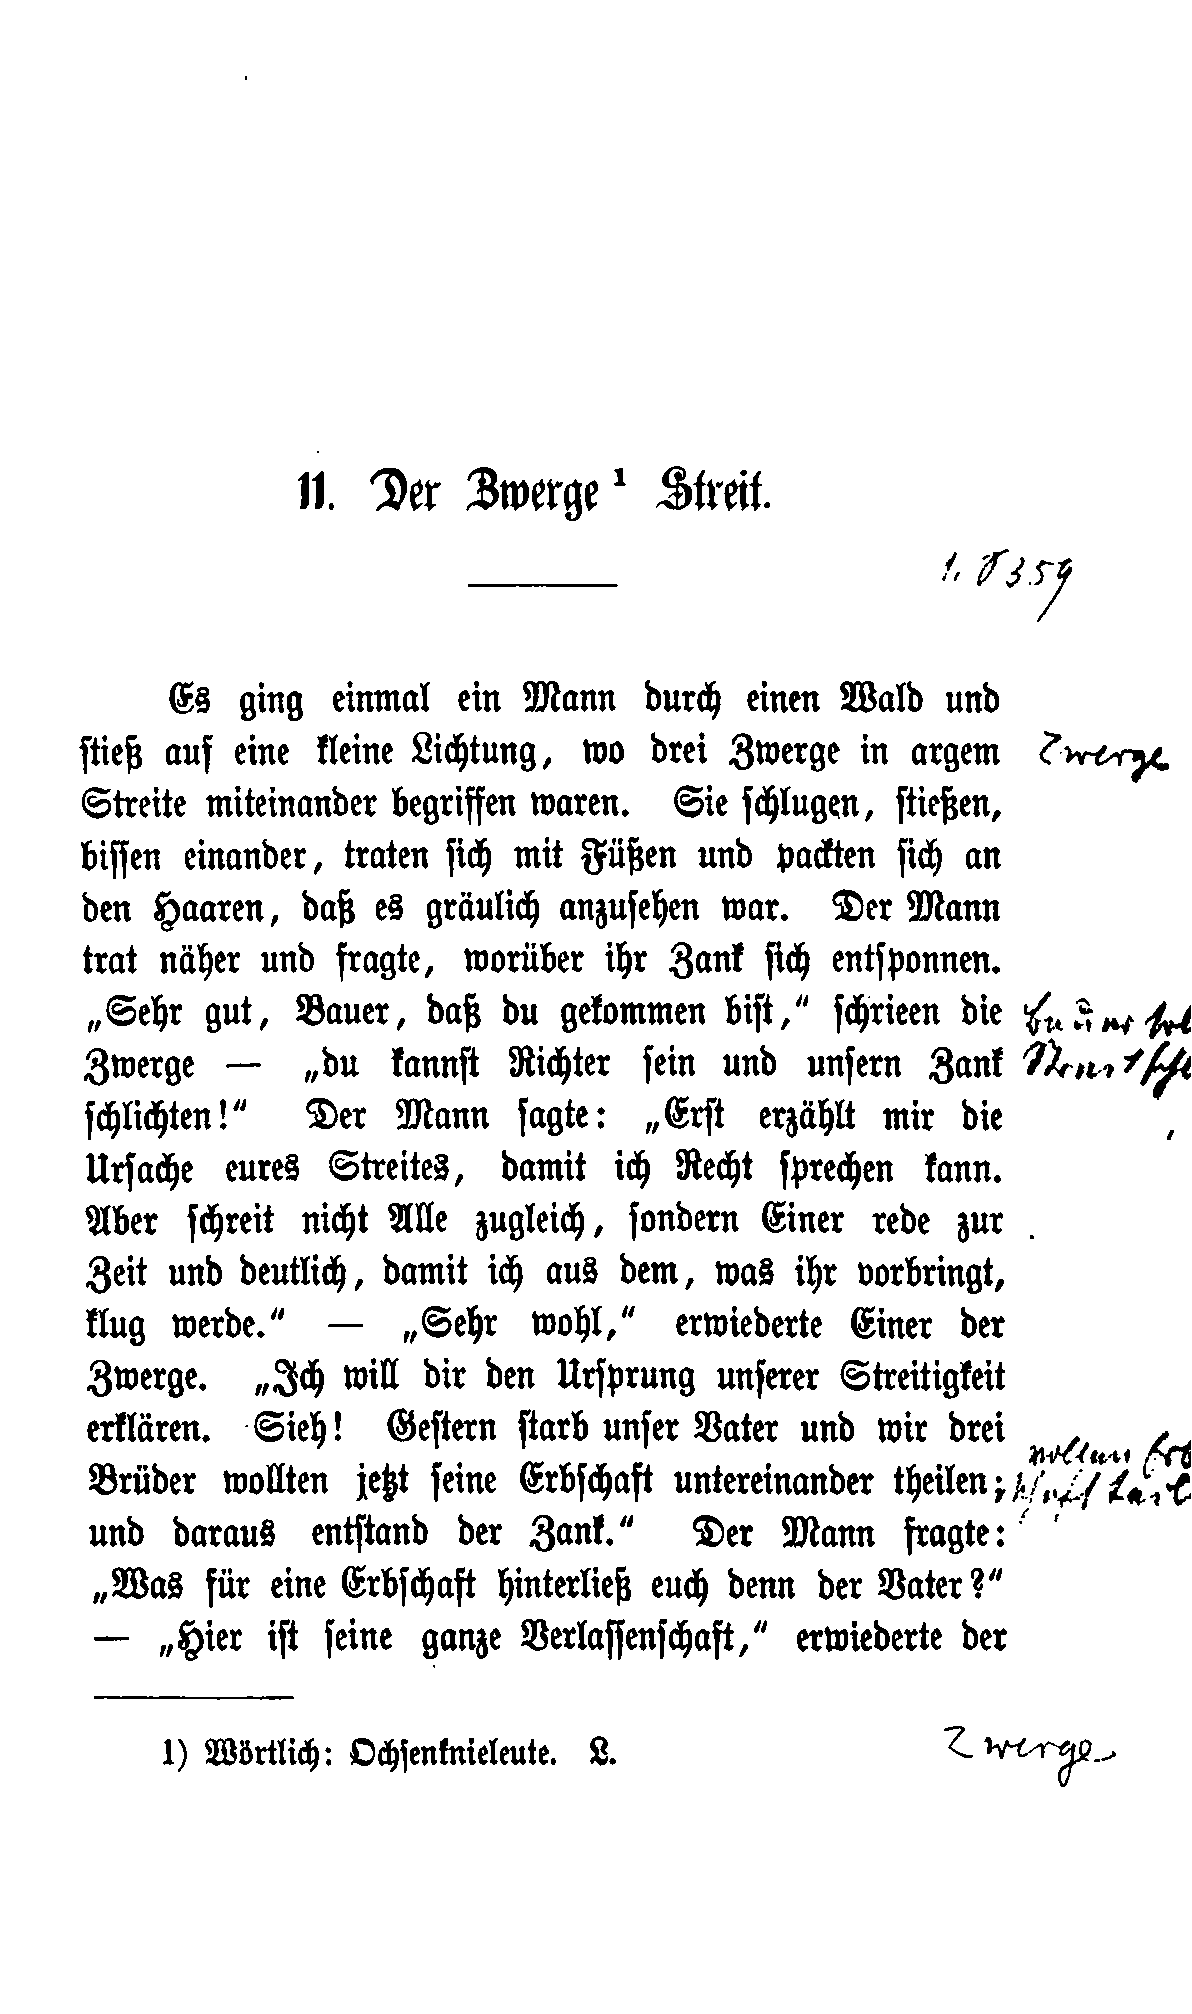 11. Der Zwerge¹ Streit.
Es ging einmal ein Mann durch einen Wald und
stieß auf eine kleine Lichtung, wo drei Zwerge in argem
Zwerge
Streite miteinander begriffen waren. Sie schlugen, stießen,
bissen einander, traten sich mit Füßen und packten sich an
den Haaren, daß es gräulich anzusehen war. Der Mann
trat näher und fragte, worüber ihr Zank sich entsponnen.
„Sehr gut, Bauer, daß du gekommen bist,“ schrieen die
Zwerge — „du kannst Richter sein und unsern Zank
schlichten!“ Der Mann sagte: „Erst erzählt mir die
Ursache eures Streites, damit ich Recht sprechen kann.
Aber schreit nicht Alle zugleich, sondern Einer rede zur
Zeit und deutlich, damit ich aus dem, was ihr vorbringt,
klug werde.“ — „Sehr wohl,“ erwiederte Einer der
Zwerge. „Ich will dir den Ursprung unserer Streitigkeit
erklären. Sieh! Gestern starb unser Vater und wir drei
Brüder wollten jetzt seine Erbschaft untereinander theilen;
und daraus entstand der Zank.“ Der Mann fragte:
„Was für eine Erbschaft hinterließ euch denn der Vater?“
— „Hier ist seine ganze Verlassenschaft,“ erwiederte der
1) Wörtlich: Ochsenknieleute. L.
Zwerge